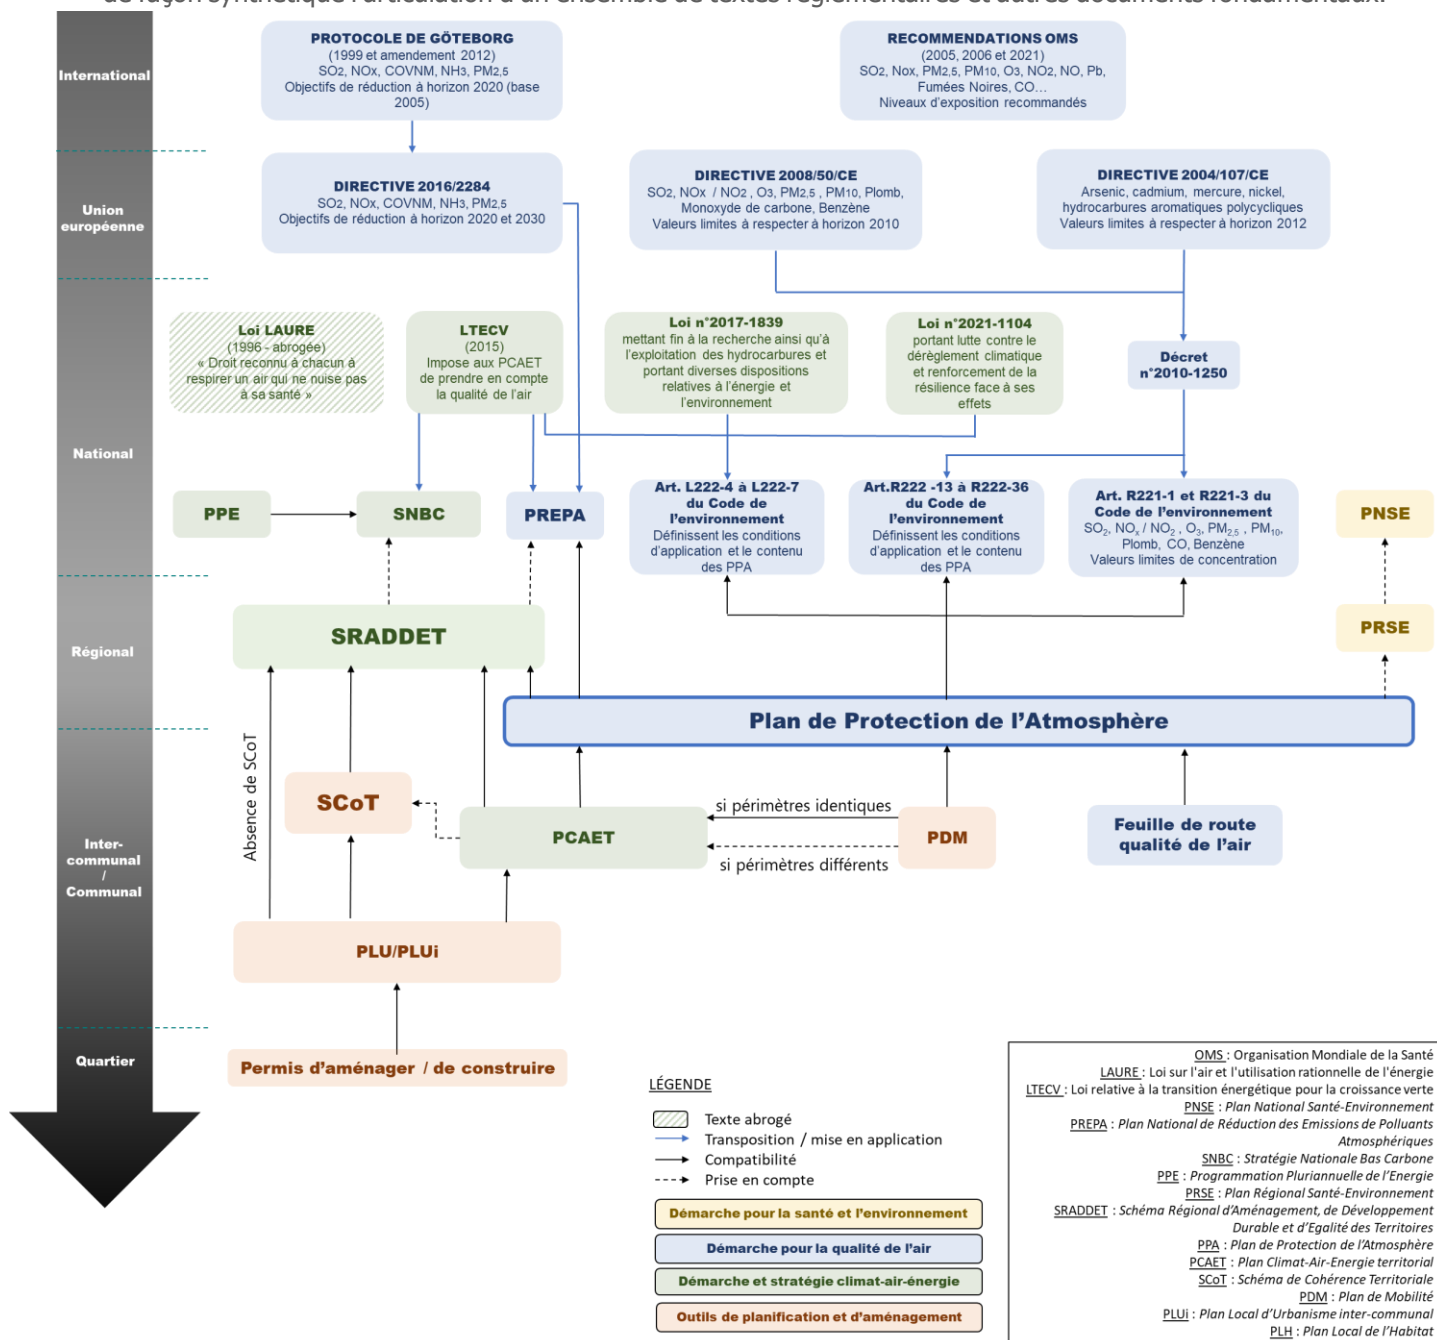 de façon synthétique l'articulation d'un ensemble de textes réglementaires et autres documents fondamentaux.
International
PROTOCOLE DE GÖTEBORG
(1999 et amendement 2012)
SO2, NOx, COVNM, NH3, PM2,5
Objectifs de réduction à horizon 2020 (base
2005)
RECOMMENDATIONS OMS
(2005, 2006 et 2021)
SO2, Nox, PM2,5, PM10, O3, NO2, NO, Pb,
Fumées Noires, CO…
Niveaux d'exposition recommandés
Union
européenne
DIRECTIVE 2016/2284
SO2, NOx, COVNM, NH3, PM2,5
Objectifs de réduction à horizon 2020 et 2030
DIRECTIVE 2008/50/CE
SO2, NOx / NO2 , O3, PM2,5 , PM10, Plomb,
Monoxyde de carbone, Benzène
Valeurs limites à respecter à horizon 2010
DIRECTIVE 2004/107/CE
Arsenic, cadmium, mercure, nickel,
hydrocarbures aromatiques polycycliques
Valeurs limites à respecter à horizon 2012
National
Loi LAURE
(1996 - abrogée)
« Droit reconnu à chacun à
respirer un air qui ne nuise pas
à sa santé »
LTECV
(2015)
Impose aux PCAET
de prendre en compte
la qualité de l'air
Loi n°2017-1839
mettant fin à la recherche ainsi qu'à
l'exploitation des hydrocarbures et
portant diverses dispositions
relatives à l'énergie et
l'environnement
Loi n°2021-1104
portant lutte contre le
dérèglement climatique
et renforcement de la
résilience face à ses
effets
Décret
n°2010-1250
PPE
SNBC
PREPA
Art. L222-4 à L222-7
du Code de
l'environnement
Définissent les conditions
d'application et le contenu
des PPA
Art.R222 -13 à R222-36
du Code de
l'environnement
Définissent les conditions
d'application et le contenu
des PPA
Art. R221-1 et R221-3 du
Code de l'environnement
SO2, NOx / NO2 , O3, PM2,5 , PM10,
Plomb, CO, Benzène
Valeurs limites de concentration
PNSE
Régional
SRADDET
PRSE
Plan de Protection de l'Atmosphère
Inter-
communal
/
Communal
Absence de SCoT
SCoT
PCAET
si périmètres identiques
si périmètres différents
PDM
Feuille de route
qualité de l'air
PLU/PLUi
Quartier
Permis d'aménager / de construire
LÉGENDE
Texte abrogé
Transposition / mise en application
Compatibilité
Prise en compte
Démarche pour la santé et l'environnement
Démarche pour la qualité de l'air
Démarche et stratégie climat-air-énergie
Outils de planification et d'aménagement
OMS : Organisation Mondiale de la Santé
LAURE : Loi sur l'air et l'utilisation rationnelle de l'énergie
LTECV : Loi relative à la transition énergétique pour la croissance verte
PNSE : Plan National Santé-Environnement
PREPA : Plan National de Réduction des Emissions de Polluants
Atmosphériques
SNBC : Stratégie Nationale Bas Carbone
PPE : Programmation Pluriannuelle de l'Energie
PRSE : Plan Régional Santé-Environnement
SRADDET : Schéma Régional d'Aménagement, de Développement
Durable et d'Egalité des Territoires
PPA : Plan de Protection de l'Atmosphère
PCAET : Plan Climat-Air-Energie territorial
SCoT : Schéma de Cohérence Territoriale
PDM : Plan de Mobilité
PLUi : Plan Local d'Urbanisme inter-communal
PLH : Plan Local de l'Habitat